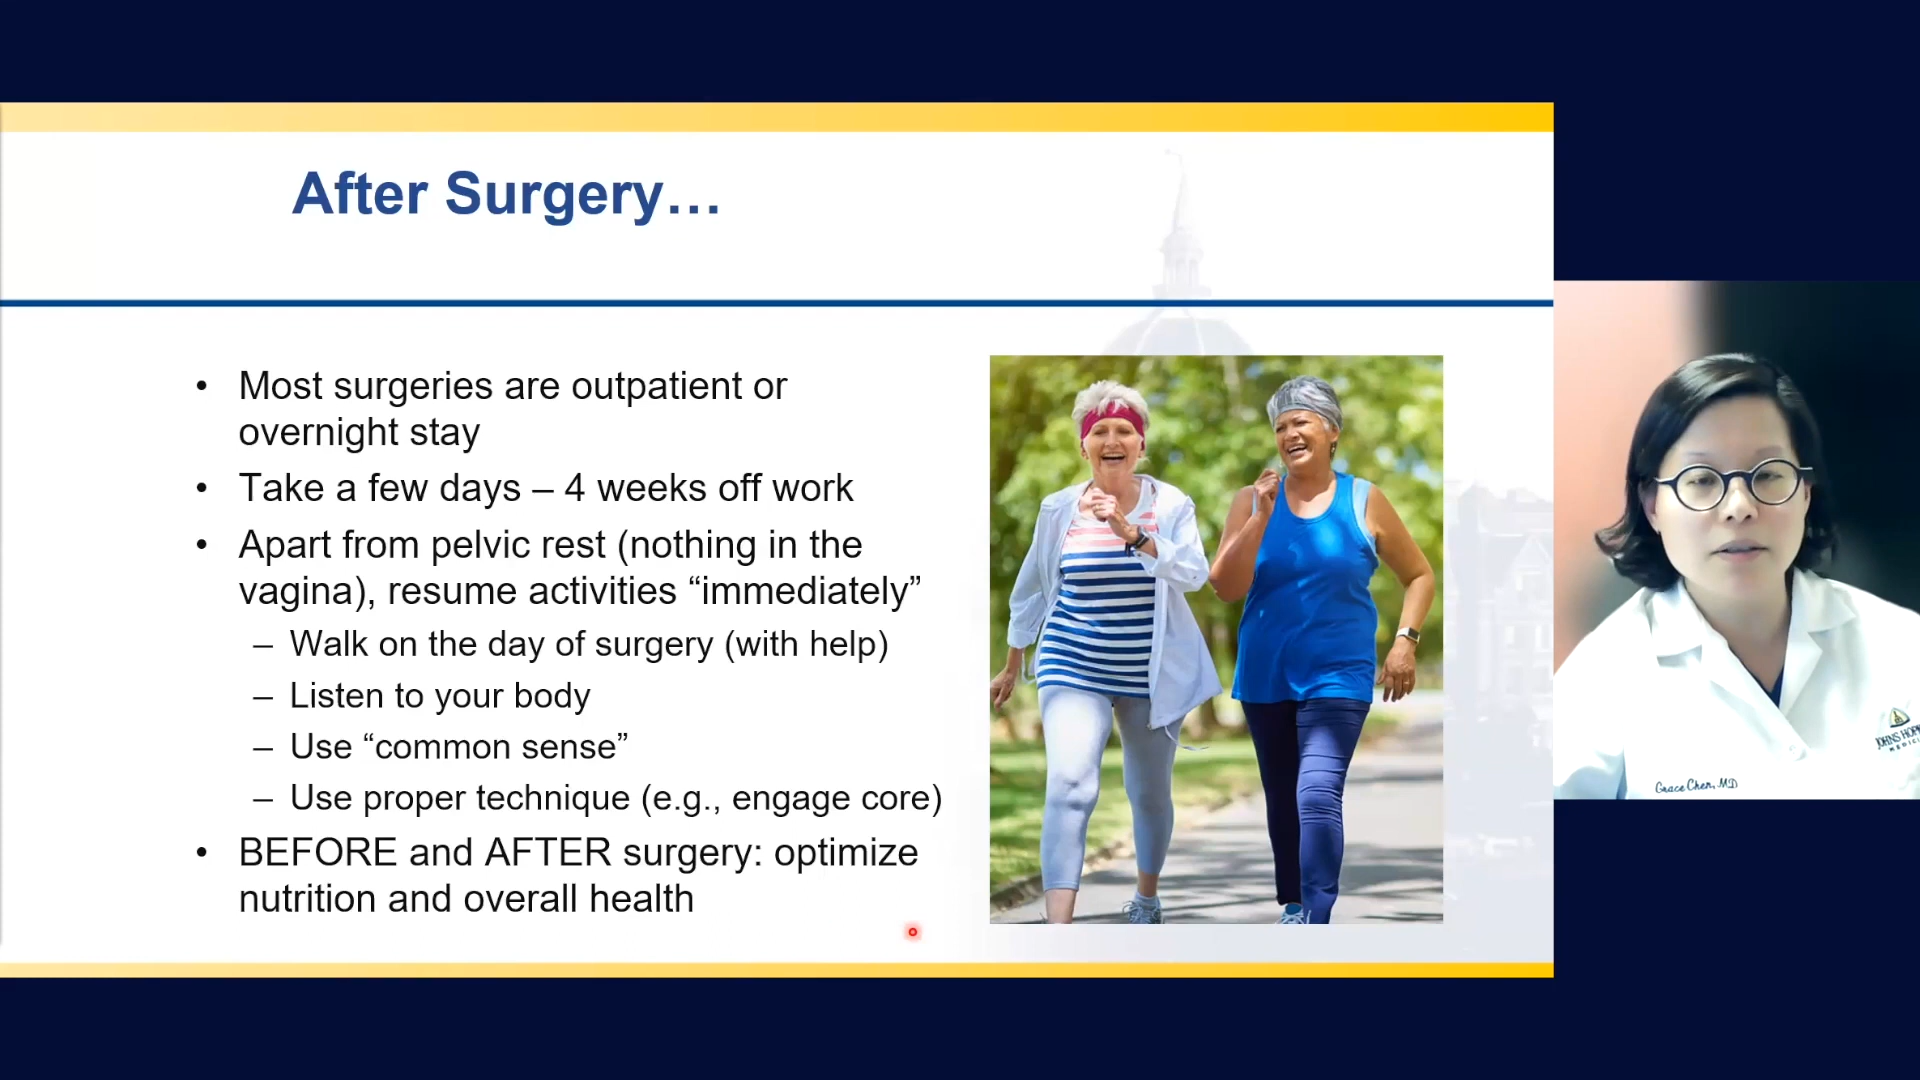 After Surgery…
• Most surgeries are outpatient or
overnight stay
• Take a few days – 4 weeks off work
• Apart from pelvic rest (nothing in the
vagina), resume activities “immediately”
– Walk on the day of surgery (with help)
– Listen to your body
– Use “common sense”
– Use proper technique (e.g., engage core)
• BEFORE and AFTER surgery: optimize
nutrition and overall health
JOHNS HOP
MEDICI
Grace Chen, MD